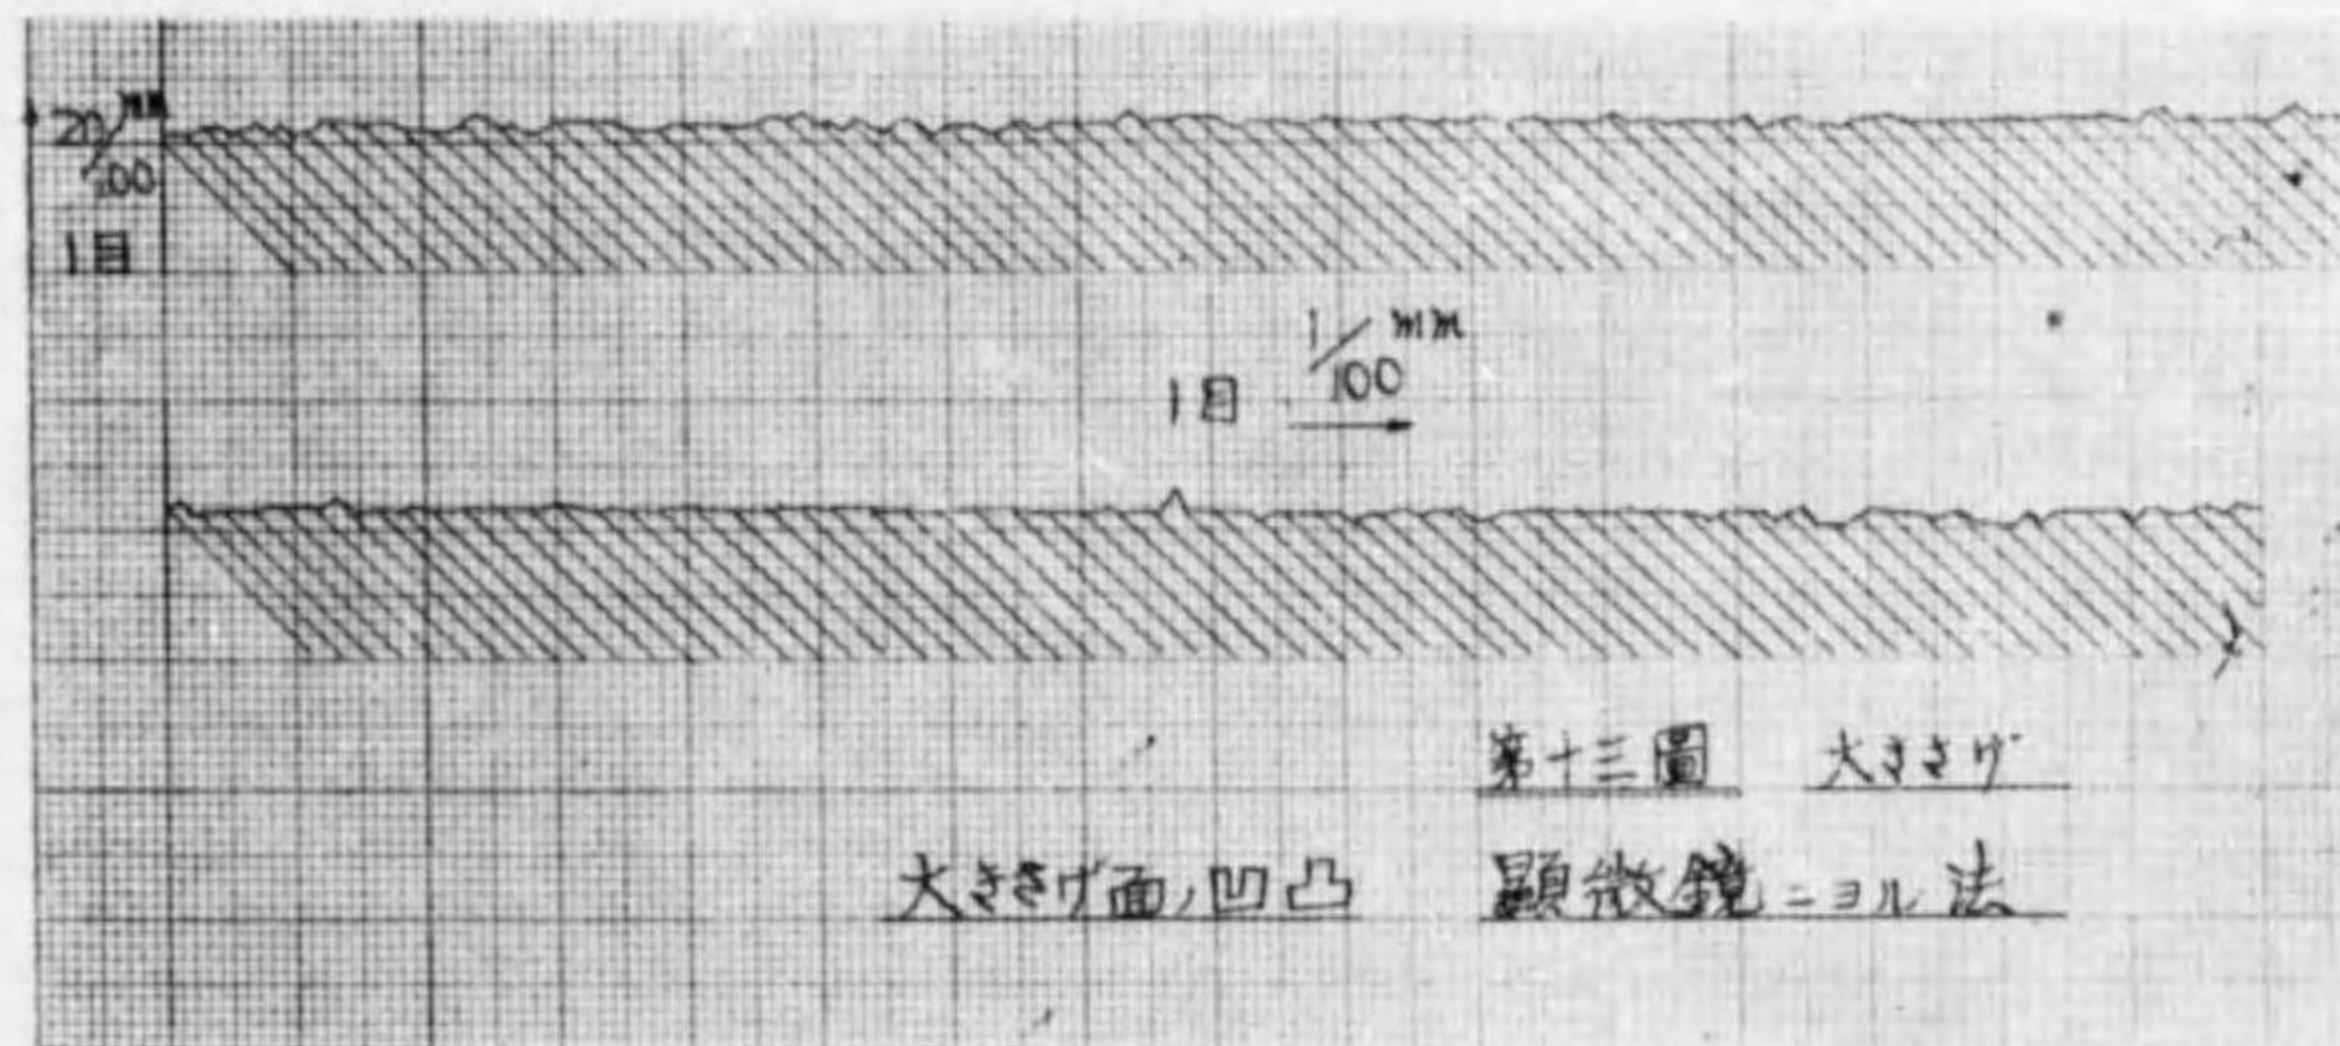 20/100 mm
1目
1目 1/100 mm
第十三圖 大きさげ
大きさげ面ノ凹凸 顕微鏡ニヨル法